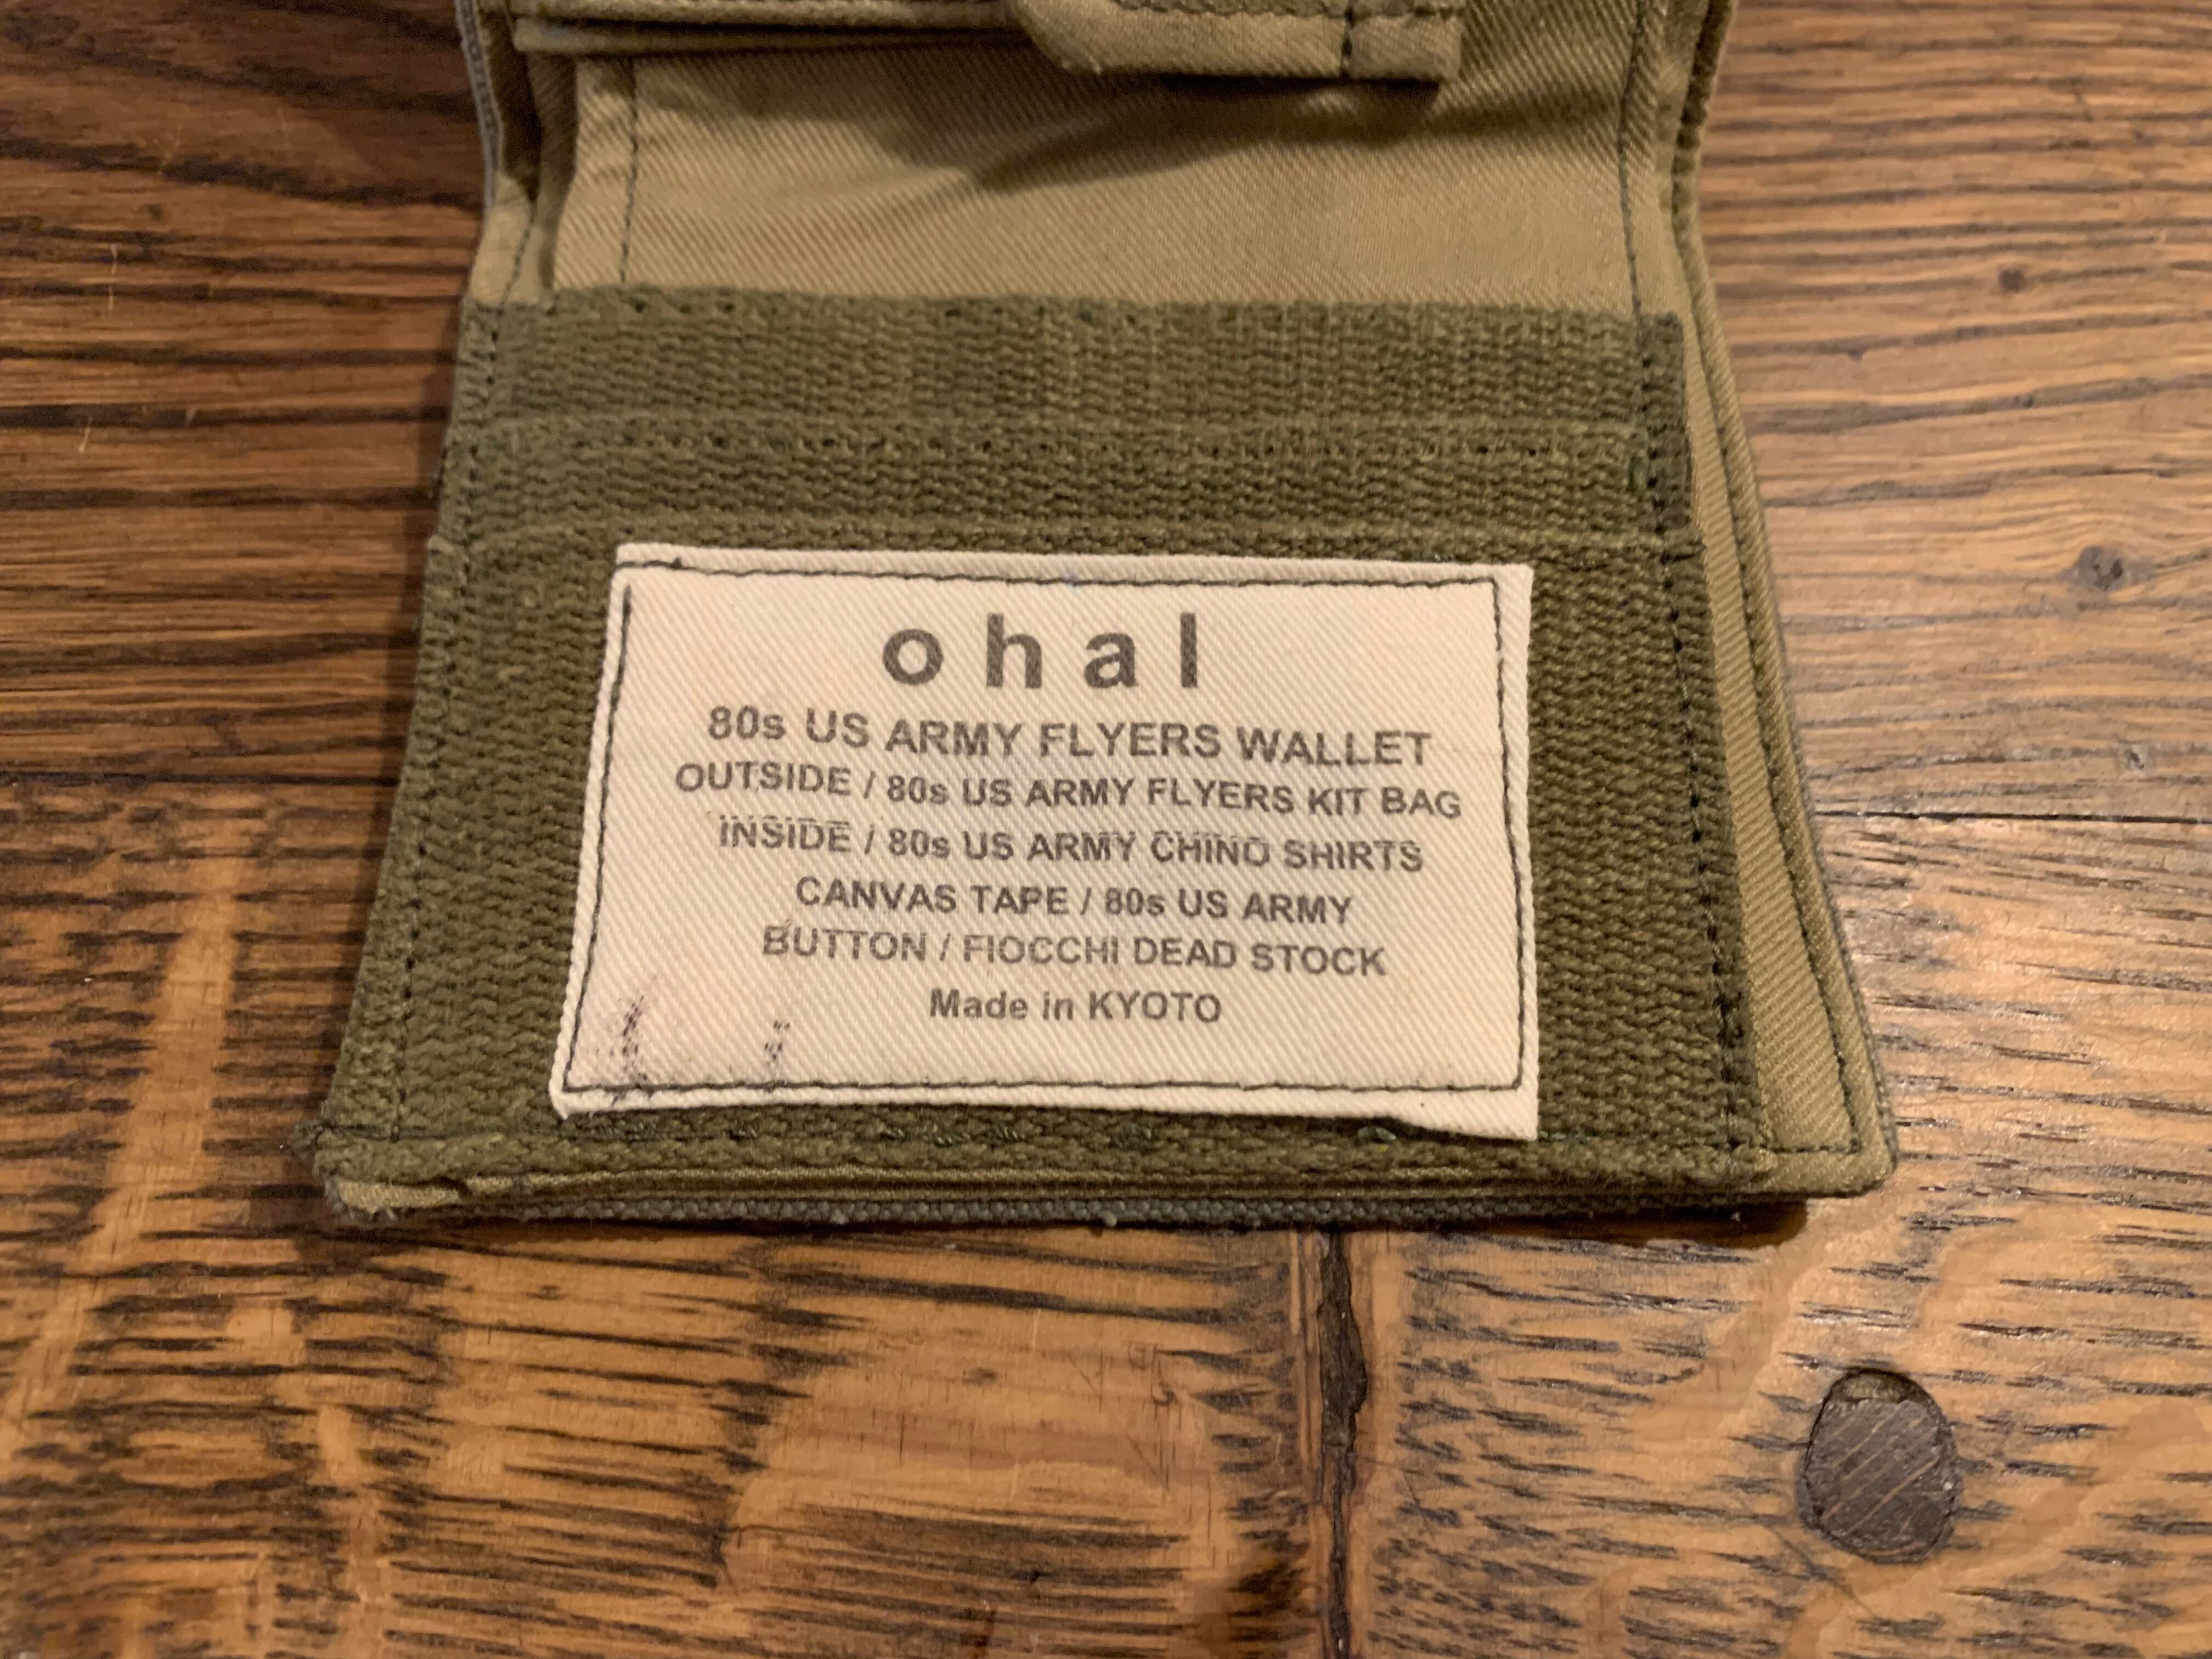 ohal
80s US ARMY FLYERS WALLET
OUTSIDE / 80s US ARMY FLYERS KIT BAG
INSIDE / 80s US ARMY CHINO SHIRTS
CANVAS TAPE / 80s US ARMY
BUTTON / FIOCCHI DEAD STOCK
Made in KYOTO